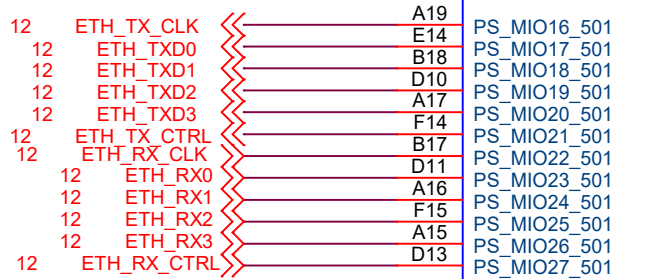 12 ETH_TX_CLK A19 PS_MIO16_501
12 ETH_TXD0 E14 PS_MIO17_501
12 ETH_TXD1 B18 PS_MIO18_501
12 ETH_TXD2 D10 PS_MIO19_501
12 ETH_TXD3 A17 PS_MIO20_501
12 ETH_TX_CTRL F14 PS_MIO21_501
12 ETH_RX_CLK B17 PS_MIO22_501
12 ETH_RX0 D11 PS_MIO23_501
12 ETH_RX1 A16 PS_MIO24_501
12 ETH_RX2 F15 PS_MIO25_501
12 ETH_RX3 A15 PS_MIO26_501
12 ETH_RX_CTRL D13 PS_MIO27_501